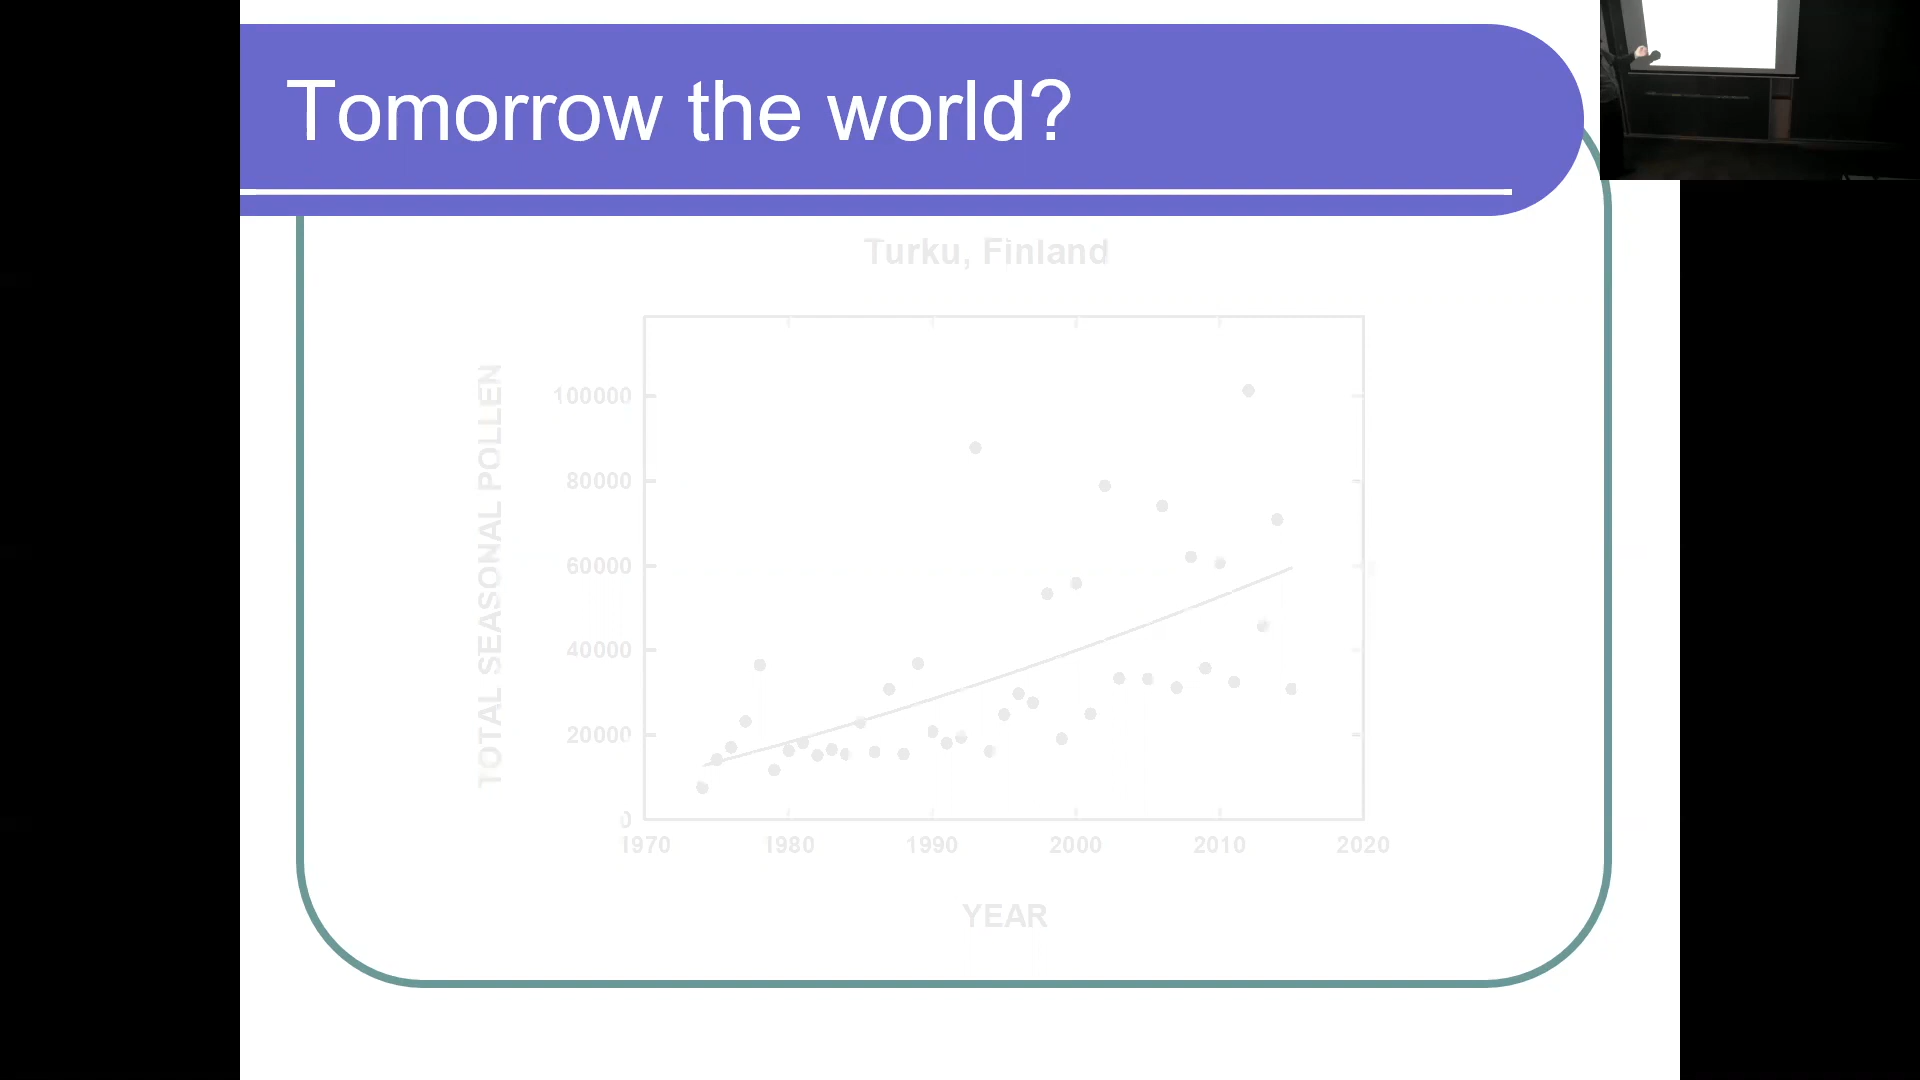 Tomorrow the world?
Turku, Finland
TOTAL SEASONAL POLLEN
100000
80000
60000
40000
20000
0
1970 1980 1990 2000 2010 2020
YEAR